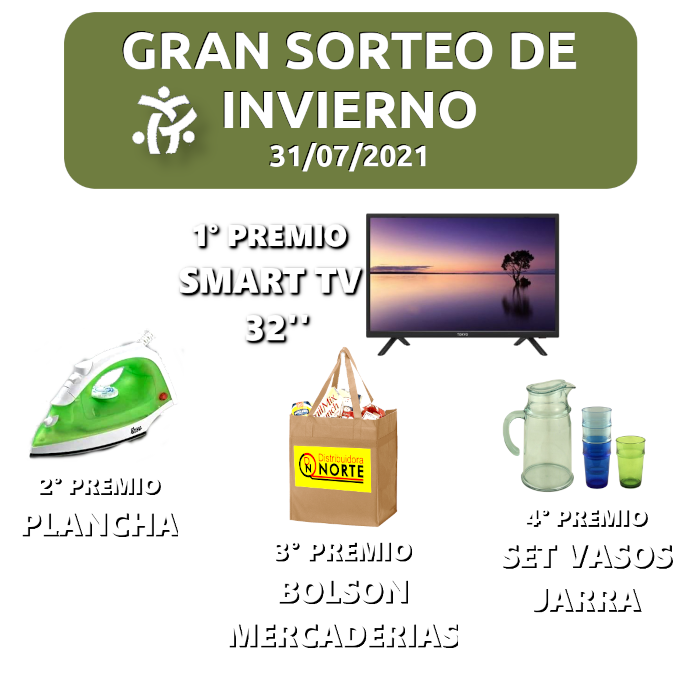 GRAN SORTEO DE
INVIERNO
31/07/2021
1° PREMIO
SMART TV
32''
2° PREMIO
PLANCHA
Distribuidora
DN NORTE
3° PREMIO
BOLSON
MERCADERIAS
4° PREMIO
SET VASOS
JARRA